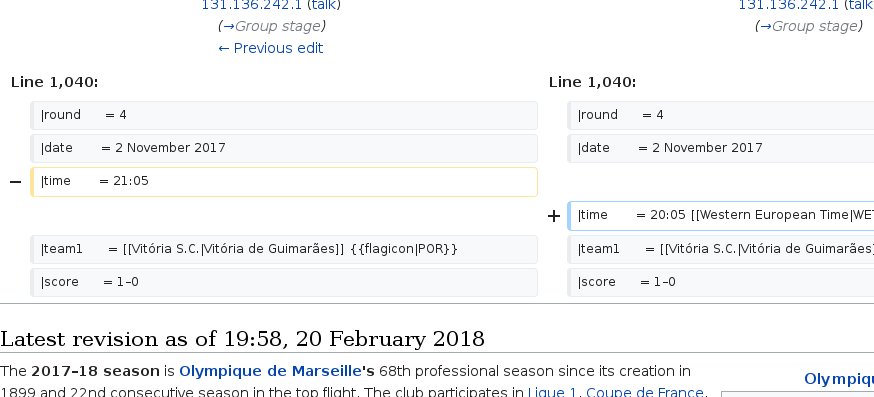 131.136.242.1 (talk)
(→Group stage)
← Previous edit
131.136.242.1 (talk
(→Group stage)
Line 1,040:
Line 1,040:
|round = 4
|round = 4
|date = 2 November 2017
|date = 2 November 2017
− |time = 21:05
+ |time = 20:05 [[Western European Time|WET
|team1 = [[Vitória S.C.|Vitória de Guimarães]] {{flagicon|POR}}
|team1 = [[Vitória S.C.|Vitória de Guimarães]
|score = 1–0
|score = 1–0
Latest revision as of 19:58, 20 February 2018
The 2017–18 season is Olympique de Marseille's 68th professional season since its creation in
1899 and 22nd consecutive season in the top flight. The club participates in Ligue 1, Coupe de France,
Olympiqu